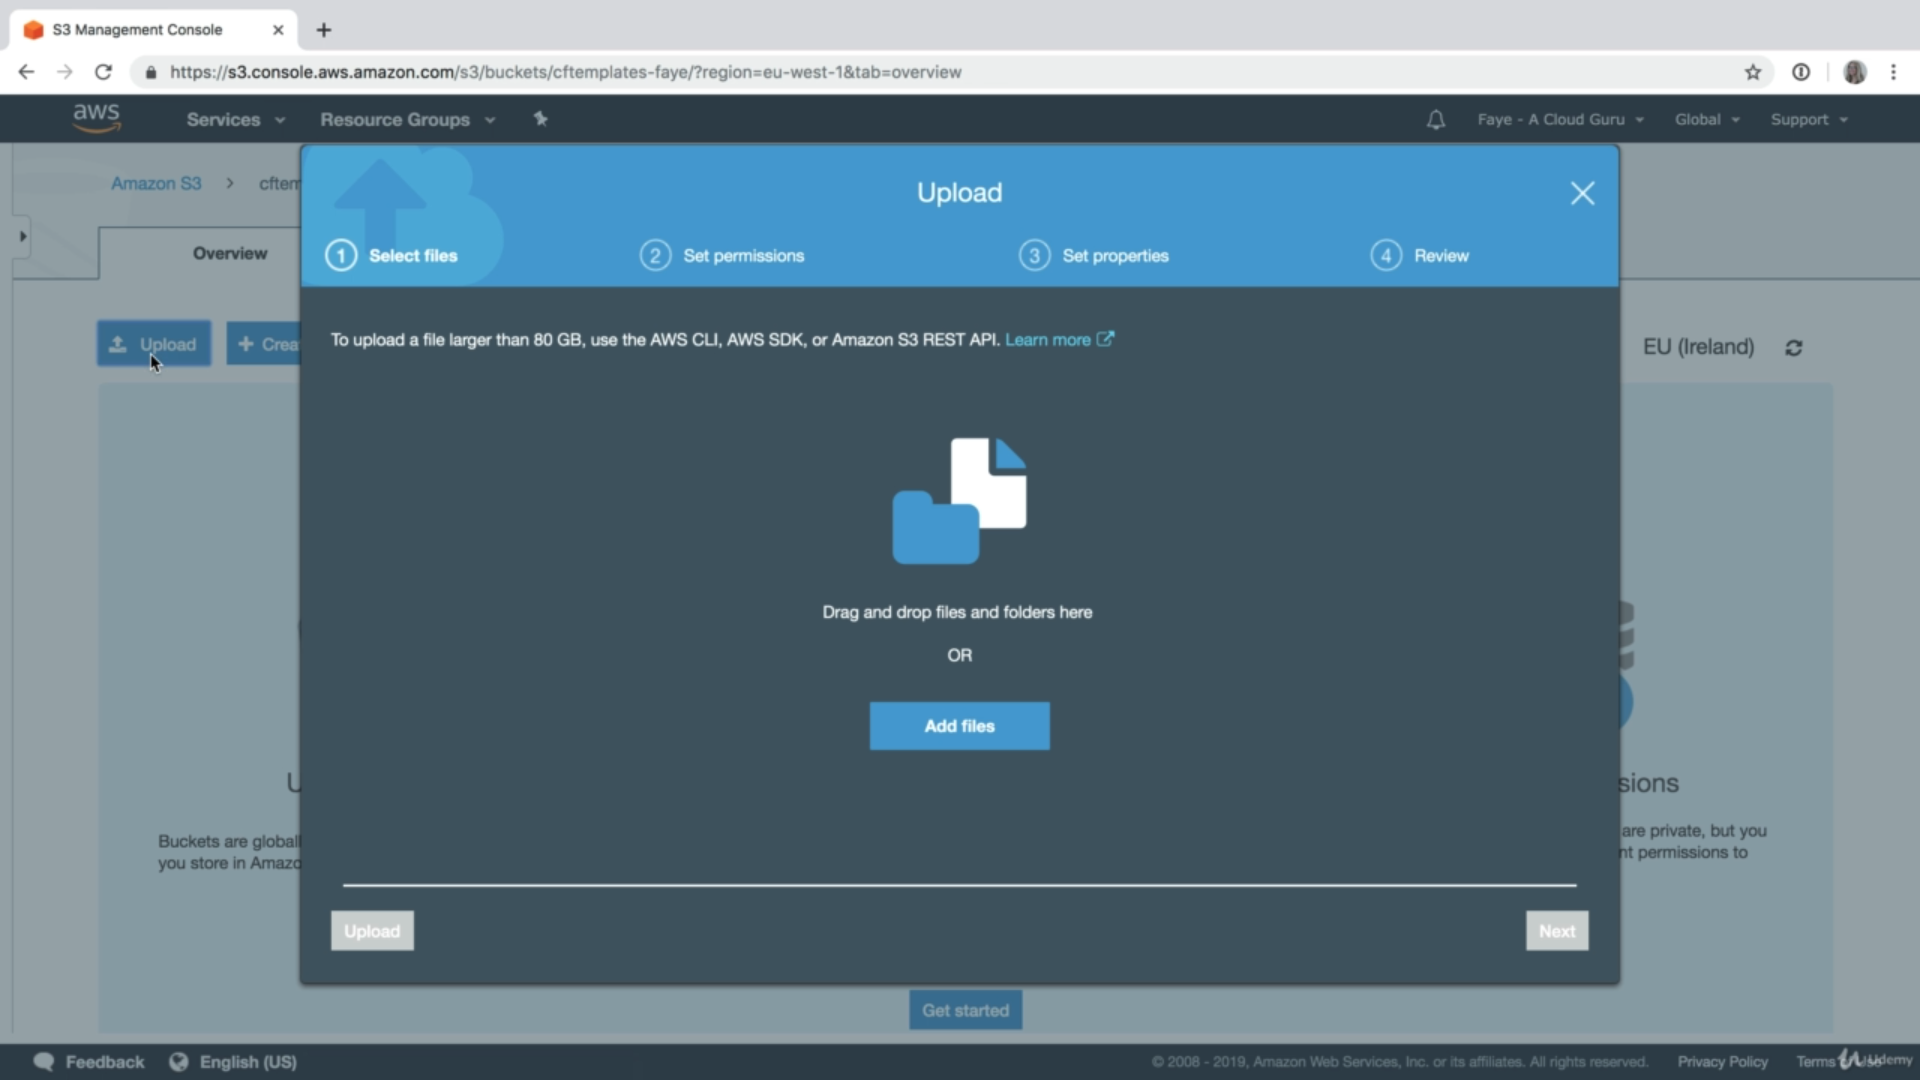 S3 Management Console
https://s3.console.aws.amazon.com/s3/buckets/cftemplates-faye/?region=eu-west-1&tab=overview
aws
Services
Resource Groups
Faye - A Cloud Guru
Global
Support
Amazon S3 > cftem
Upload
1 Select files
2 Set permissions
3 Set properties
4 Review
Overview
Upload
+ Crea
EU (Ireland)
To upload a file larger than 80 GB, use the AWS CLI, AWS SDK, or Amazon S3 REST API. Learn more
Drag and drop files and folders here
OR
Add files
U
sions
Buckets are globall
you store in Amazo
are private, but you
nt permissions to
Upload
Next
Get started
Feedback
English (US)
© 2008 - 2019, Amazon Web Services, Inc. or its affiliates. All rights reserved.
Privacy Policy
Terms
Udemy